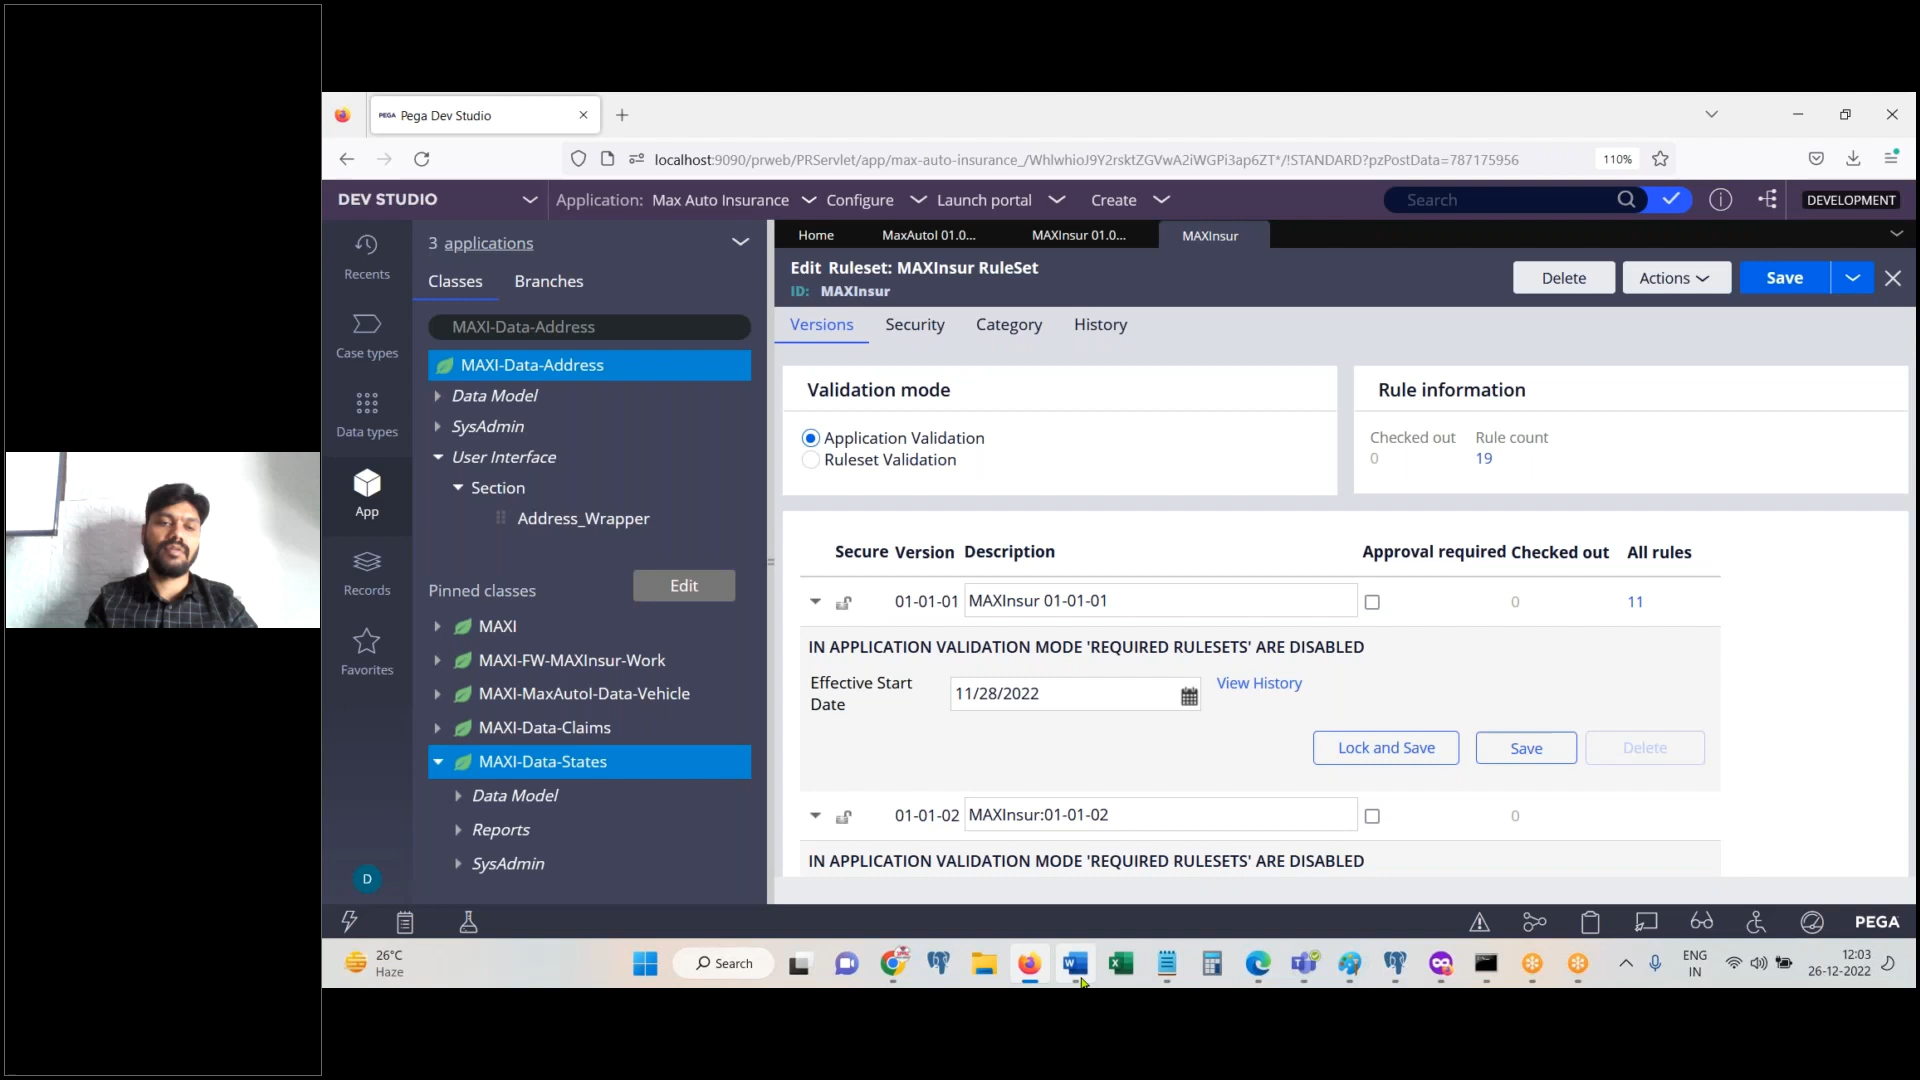 PEGA Pega Dev Studio
localhost:9090/prweb/PRServlet/app/max-auto-insurance_/WhlwhioJ9Y2rsktZGVwA2iWGPi3ap6ZT*/!STANDARD?pzPostData=787175956
110%
DEV STUDIO
Application: Max Auto Insurance
Configure
Launch portal
Create
Search
DEVELOPMENT
Recents
Case types
Data types
App
Records
Favorites
D
3 applications
Classes
Branches
MAXI-Data-Address
MAXI-Data-Address
Data Model
SysAdmin
User Interface
Section
Address_Wrapper
Pinned classes
Edit
MAXI
MAXI-FW-MAXInsur-Work
MAXI-MaxAutoI-Data-Vehicle
MAXI-Data-Claims
MAXI-Data-States
Data Model
Reports
SysAdmin
Home
MaxAutoI 01.0...
MAXInsur 01.0...
MAXInsur
Edit Ruleset: MAXInsur RuleSet
ID: MAXInsur
Delete
Actions
Save
Versions
Security
Category
History
Validation mode
Application Validation
Ruleset Validation
Rule information
Checked out Rule count
0 19
Secure Version Description Approval required Checked out All rules
01-01-01 MAXInsur 01-01-01 0 11
IN APPLICATION VALIDATION MODE 'REQUIRED RULESETS' ARE DISABLED
Effective Start
Date
11/28/2022
View History
Lock and Save
Save
Delete
01-01-02 MAXInsur:01-01-02 0
IN APPLICATION VALIDATION MODE 'REQUIRED RULESETS' ARE DISABLED
PEGA
26°C
Haze
Search
ENG
IN
12:03
26-12-2022